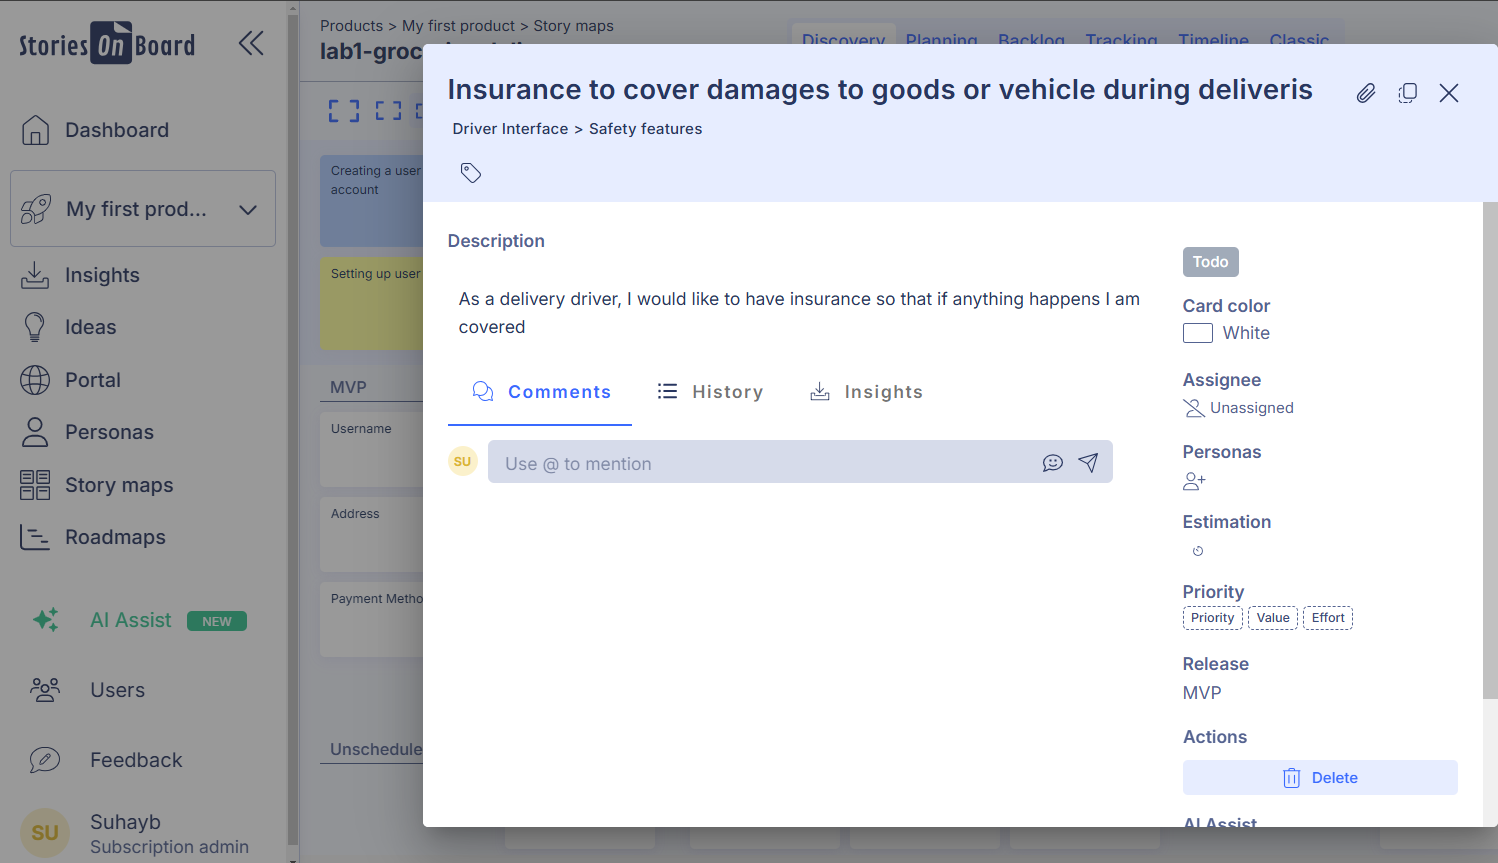 Stories On Board
Dashboard
My first prod...
Insights
Ideas
Portal
Personas
Story maps
Roadmaps
AI Assist NEW
Users
Feedback
SU
Suhayb
Subscription admin
Products > My first product > Story maps
Discovery Planning Backlog Tracking Timeline Classic
Creating a user
account
Setting up user
MVP
Username
Address
Payment Metho
Unschedule
Insurance to cover damages to goods or vehicle during deliveris
Driver Interface > Safety features
Description
As a delivery driver, I would like to have insurance so that if anything happens I am
covered
Comments History Insights
SU
Use @ to mention
Todo
Card color
White
Assignee
Unassigned
Personas
Estimation
Priority
Priority Value Effort
Release
MVP
Actions
Delete
AI Assist